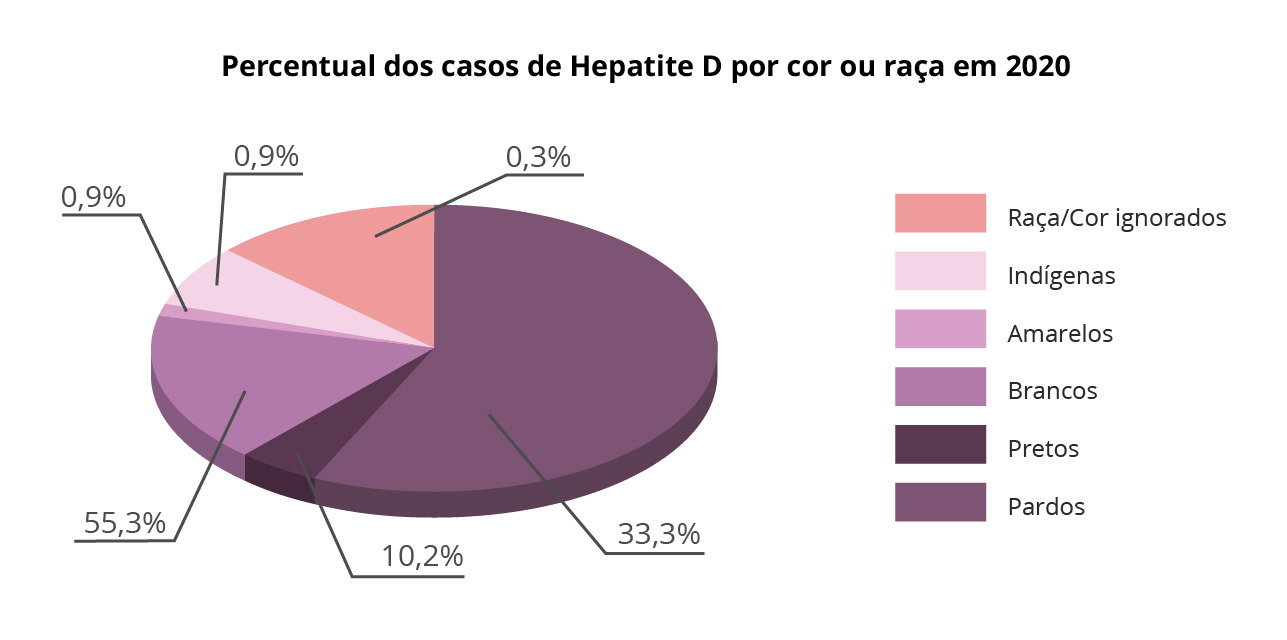 Percentual dos casos de Hepatite D por cor ou raça em 2020
0,9%
0,3%
0,9%
55,3%
10,2%
33,3%
Raça/Cor ignorados
Indígenas
Amarelos
Brancos
Pretos
Pardos